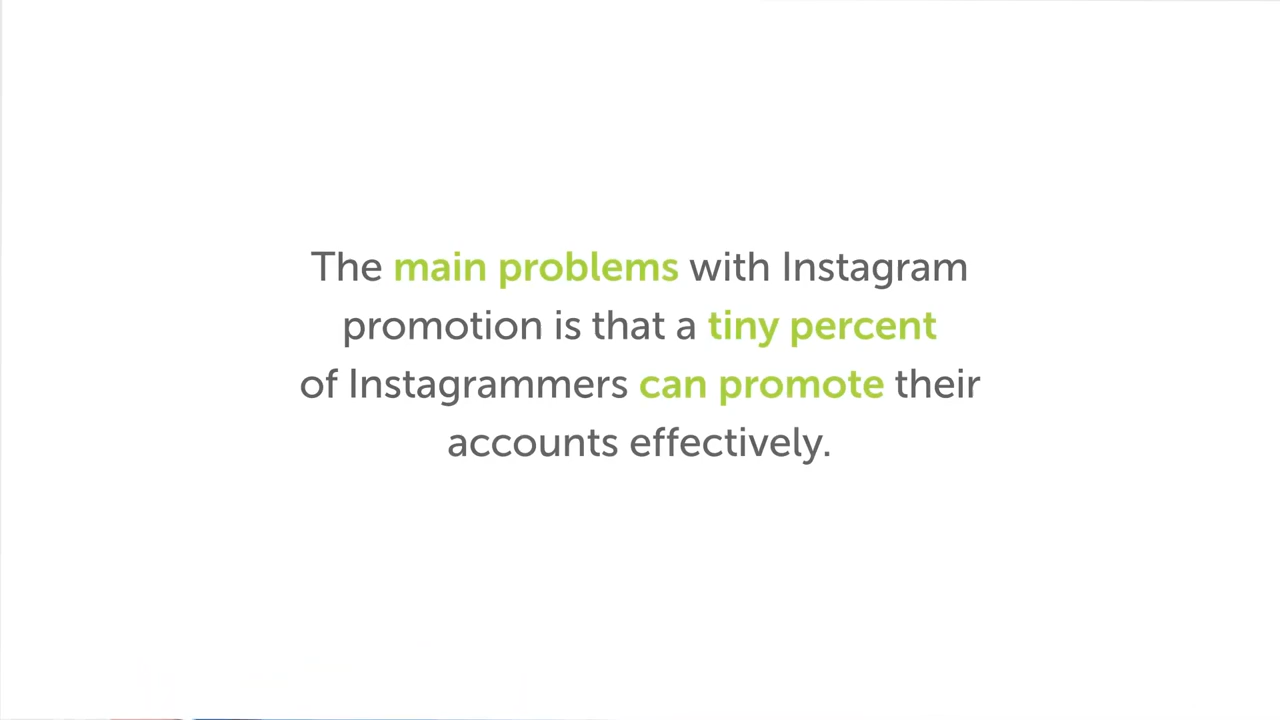 The main problems with Instagram
promotion is that a tiny percent
of Instagrammers can promote their
accounts effectively.